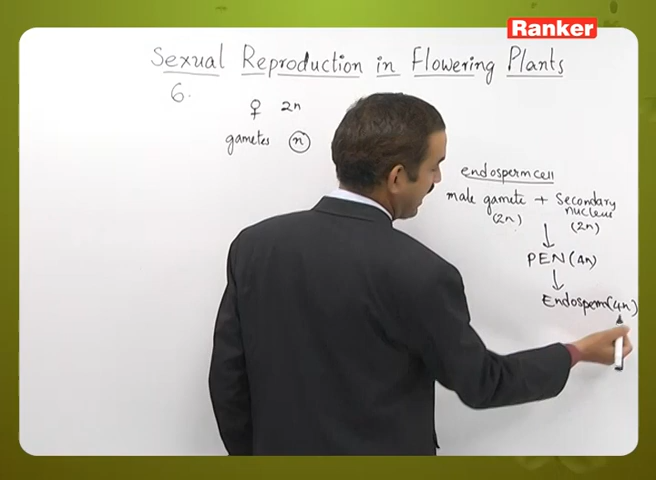 Ranker
Sexual Reproduction in Flowering Plants
6.
♀ 2n
gametes n
endosperm cell
male gamete + Secondary
nucleus
(2n) (2n)
PEN (4n)
Endosperm (4n)